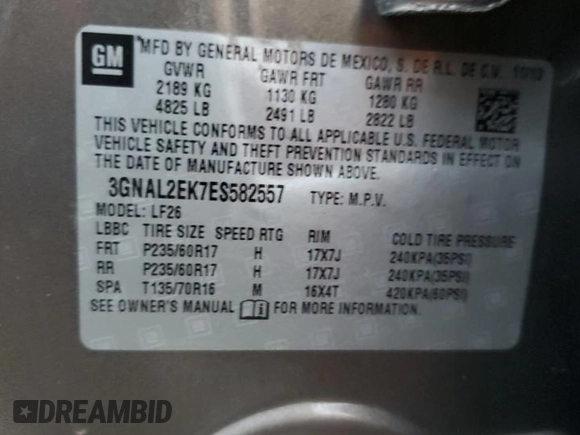 GM
MFD BY GENERAL MOTORS DE MEXICO, S. DE R.L. DE C.V. 11/13
GVWR GAWR FRT GAWR RR
2189 KG 1130 KG 1280 KG
4825 LB 2491 LB 2822 LB
THIS VEHICLE CONFORMS TO ALL APPLICABLE U.S. FEDERAL MOTOR
VEHICLE SAFETY AND THEFT PREVENTION STANDARDS IN EFFECT ON
THE DATE OF MANUFACTURE SHOWN ABOVE.
3GNAL2EK7ES582557 TYPE: M.P.V.
MODEL: LF26
LBBC TIRE SIZE SPEED RTG RIM COLD TIRE PRESSURE
FRT P235/60R17 H 17X7J 240KPA(35PSI)
RR P235/60R17 H 17X7J 240KPA(35PSI)
SPA T135/70R16 M 16X4T 420KPA(60PSI)
SEE OWNER'S MANUAL i FOR MORE INFORMATION.
DREAMBID